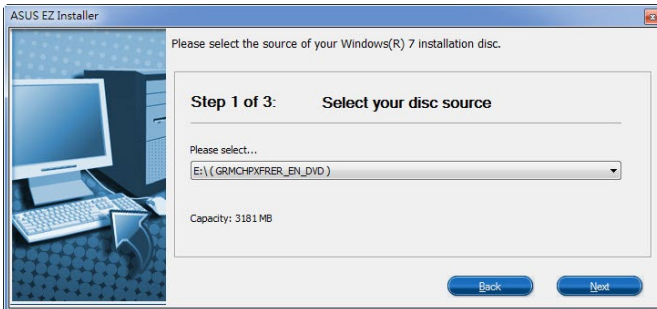 ASUS EZ Installer
Please select the source of your Windows(R) 7 installation disc.
Step 1 of 3: Select your disc source
Please select...
E:\ ( GRMCHPXFRER_EN_DVD )
Capacity: 3181 MB
Back Next